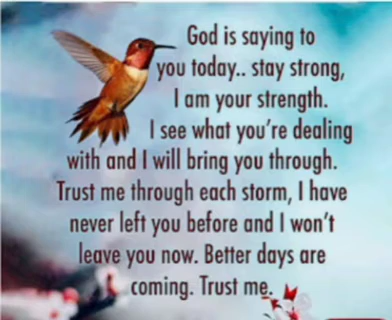 God is saying to
you today.. stay strong,
I am your strength.
I see what you're dealing
with and I will bring you through.
Trust me through each storm, I have
never left you before and I won't
leave you now. Better days are
coming. Trust me.